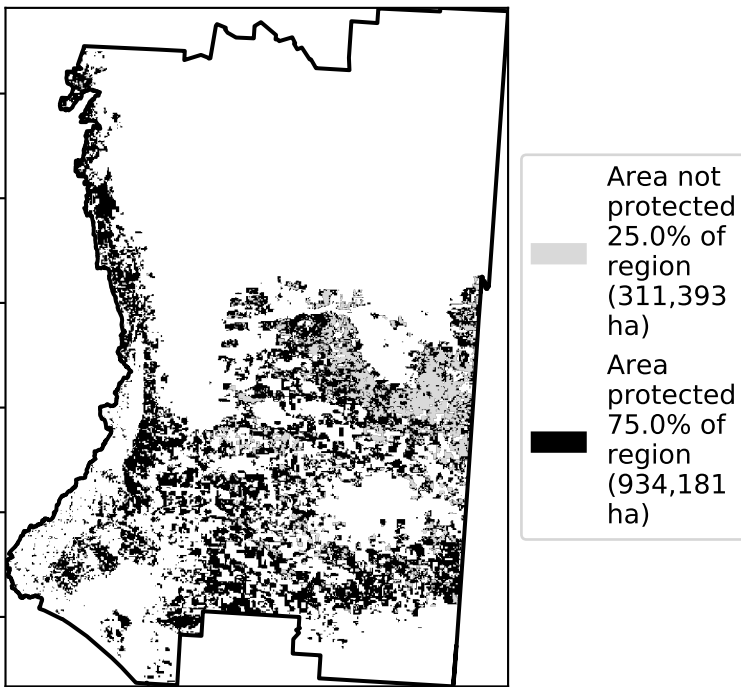 Area not
protected
25.0% of
region
(311,393
ha)
Area
protected
75.0% of
region
(934,181
ha)